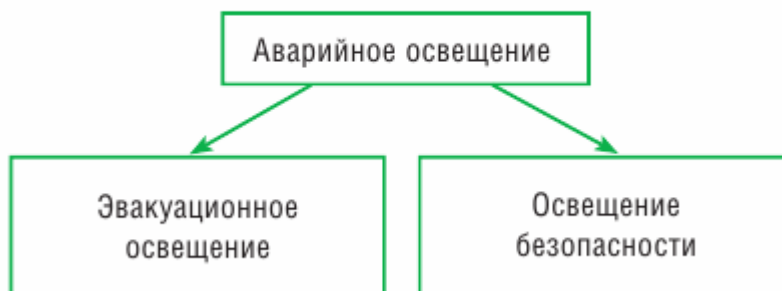 Аварийное освещение
Эвакуационное
освещение
Освещение
безопасности